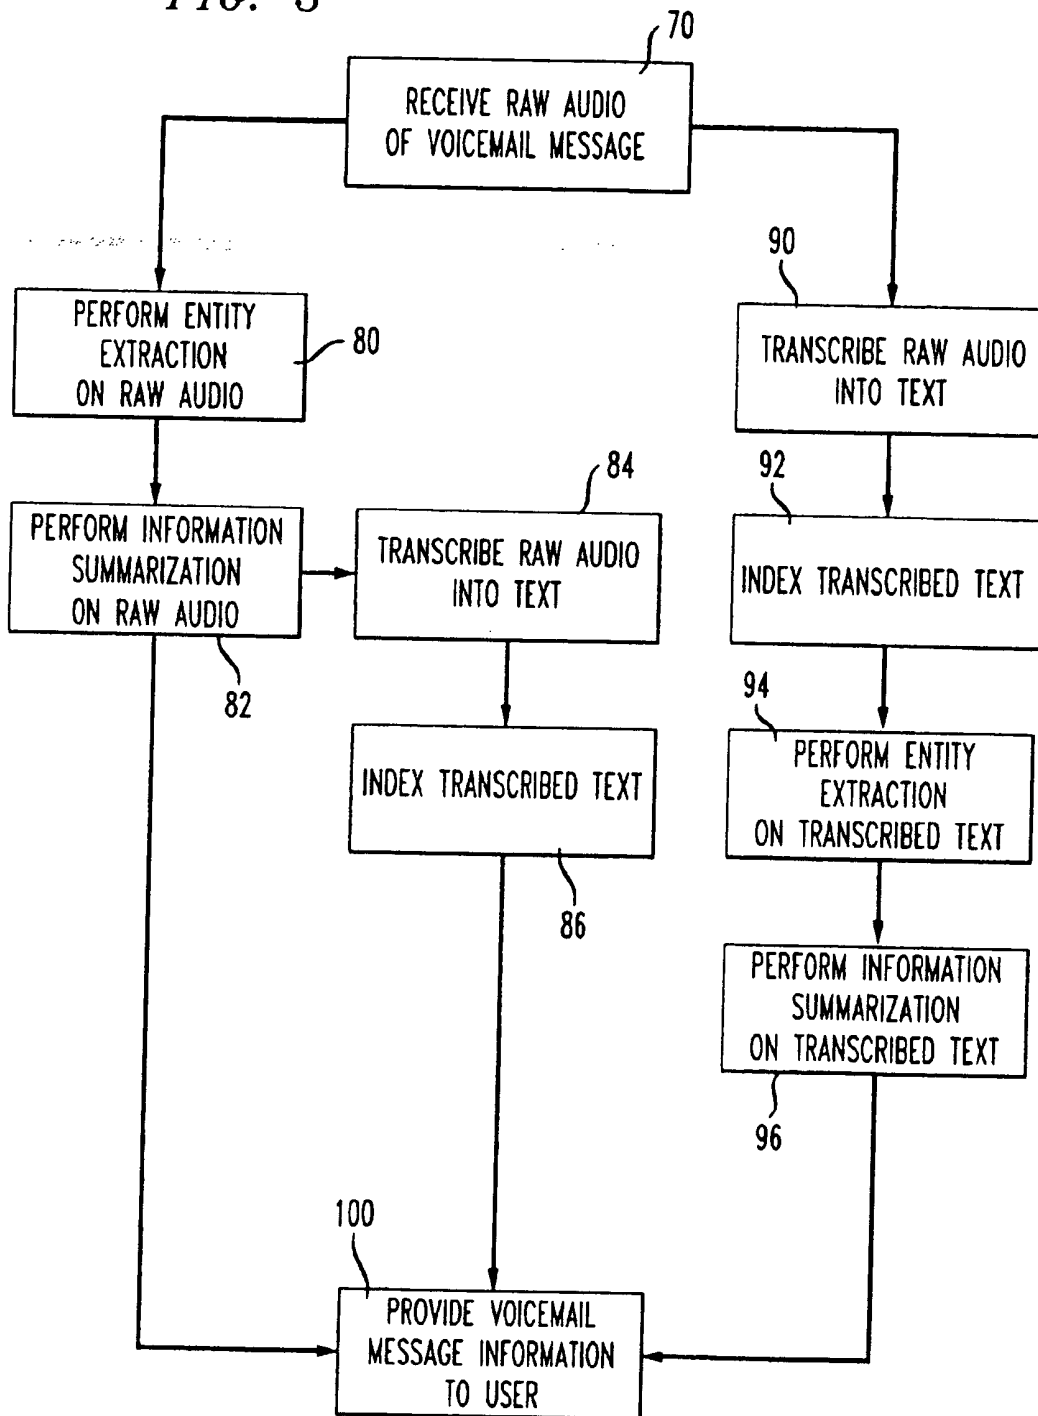 FIG. 3
70
RECEIVE RAW AUDIO
OF VOICEMAIL MESSAGE
90
PERFORM ENTITY
EXTRACTION
ON RAW AUDIO
80
TRANSCRIBE RAW AUDIO
INTO TEXT
84
92
PERFORM INFORMATION
SUMMARIZATION
ON RAW AUDIO
82
TRANSCRIBE RAW AUDIO
INTO TEXT
INDEX TRANSCRIBED TEXT
94
INDEX TRANSCRIBED TEXT
86
PERFORM ENTITY
EXTRACTION
ON TRANSCRIBED TEXT
PERFORM INFORMATION
SUMMARIZATION
ON TRANSCRIBED TEXT
96
100
PROVIDE VOICEMAIL
MESSAGE INFORMATION
TO USER